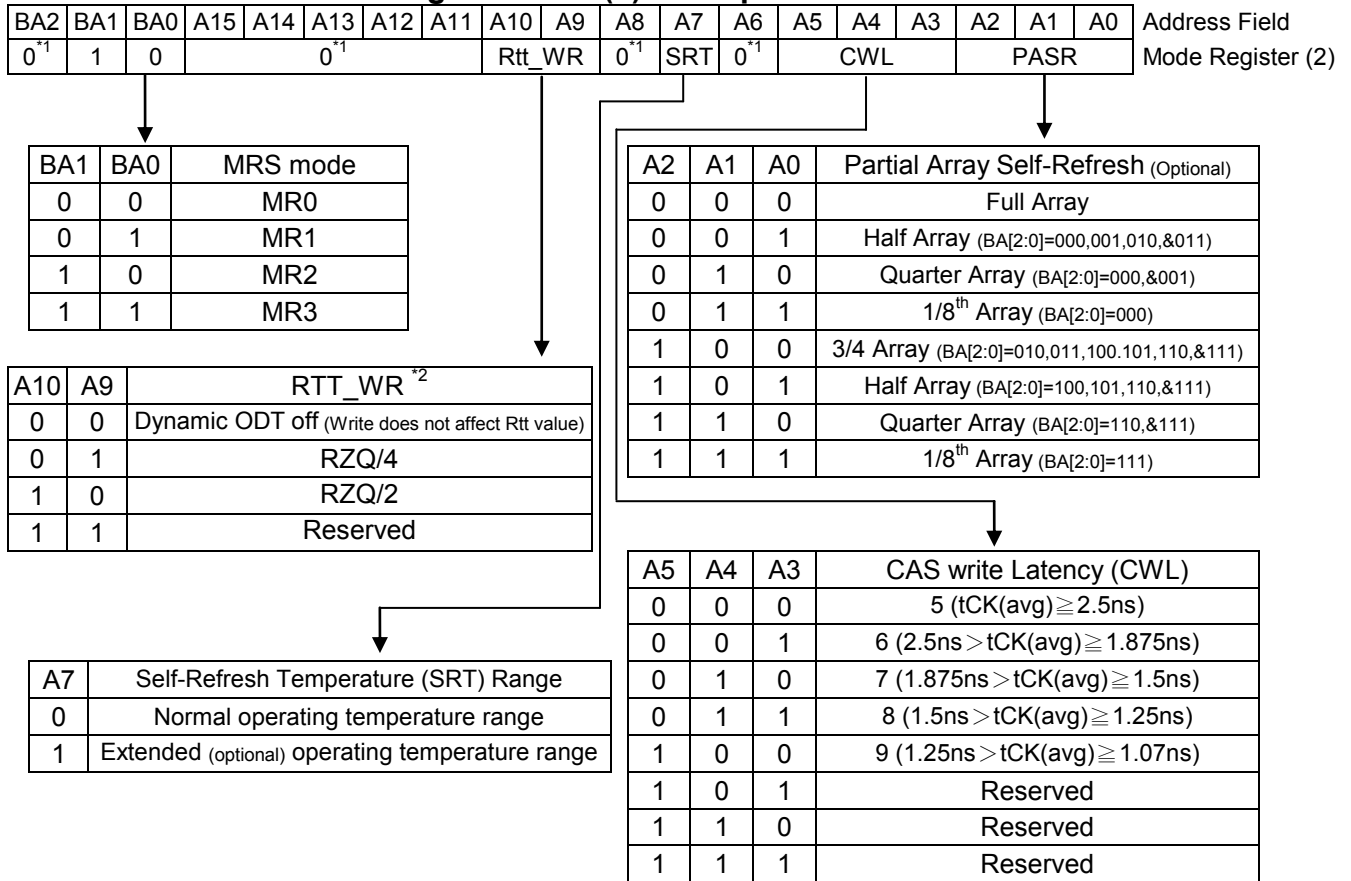 BA2 BA1 BA0 A15 A14 A13 A12 A11 A10 A9 A8 A7 A6 A5 A4 A3 A2 A1 A0 Address Field
0*1 1 0 0*1 Rtt_WR 0*1 SRT 0*1 CWL PASR Mode Register (2)
BA1 BA0 MRS mode
0 0 MR0
0 1 MR1
1 0 MR2
1 1 MR3
A2 A1 A0 Partial Array Self-Refresh (Optional)
0 0 0 Full Array
0 0 1 Half Array (BA[2:0]=000,001,010,&011)
0 1 0 Quarter Array (BA[2:0]=000,&001)
0 1 1 1/8th Array (BA[2:0]=000)
1 0 0 3/4 Array (BA[2:0]=010,011,100.101,110,&111)
1 0 1 Half Array (BA[2:0]=100,101,110,&111)
1 1 0 Quarter Array (BA[2:0]=110,&111)
1 1 1 1/8th Array (BA[2:0]=111)
A10 A9 RTT_WR *2
0 0 Dynamic ODT off (Write does not affect Rtt value)
0 1 RZQ/4
1 0 RZQ/2
1 1 Reserved
A7 Self-Refresh Temperature (SRT) Range
0 Normal operating temperature range
1 Extended (optional) operating temperature range
A5 A4 A3 CAS write Latency (CWL)
0 0 0 5 (tCK(avg)≧2.5ns)
0 0 1 6 (2.5ns>tCK(avg)≧1.875ns)
0 1 0 7 (1.875ns>tCK(avg)≧1.5ns)
0 1 1 8 (1.5ns>tCK(avg)≧1.25ns)
1 0 0 9 (1.25ns>tCK(avg)≧1.07ns)
1 0 1 Reserved
1 1 0 Reserved
1 1 1 Reserved